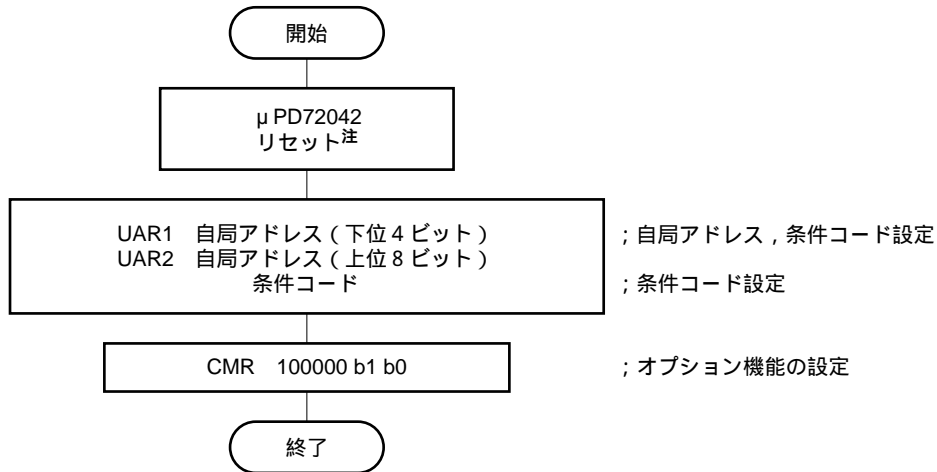 開始
μ PD72042
リセット注
UAR1 自局アドレス(下位4ビット) ;自局アドレス,条件コード設定
UAR2 自局アドレス(上位8ビット)
条件コード ;条件コード設定
CMR 100000 b1 b0 ;オプション機能の設定
終了